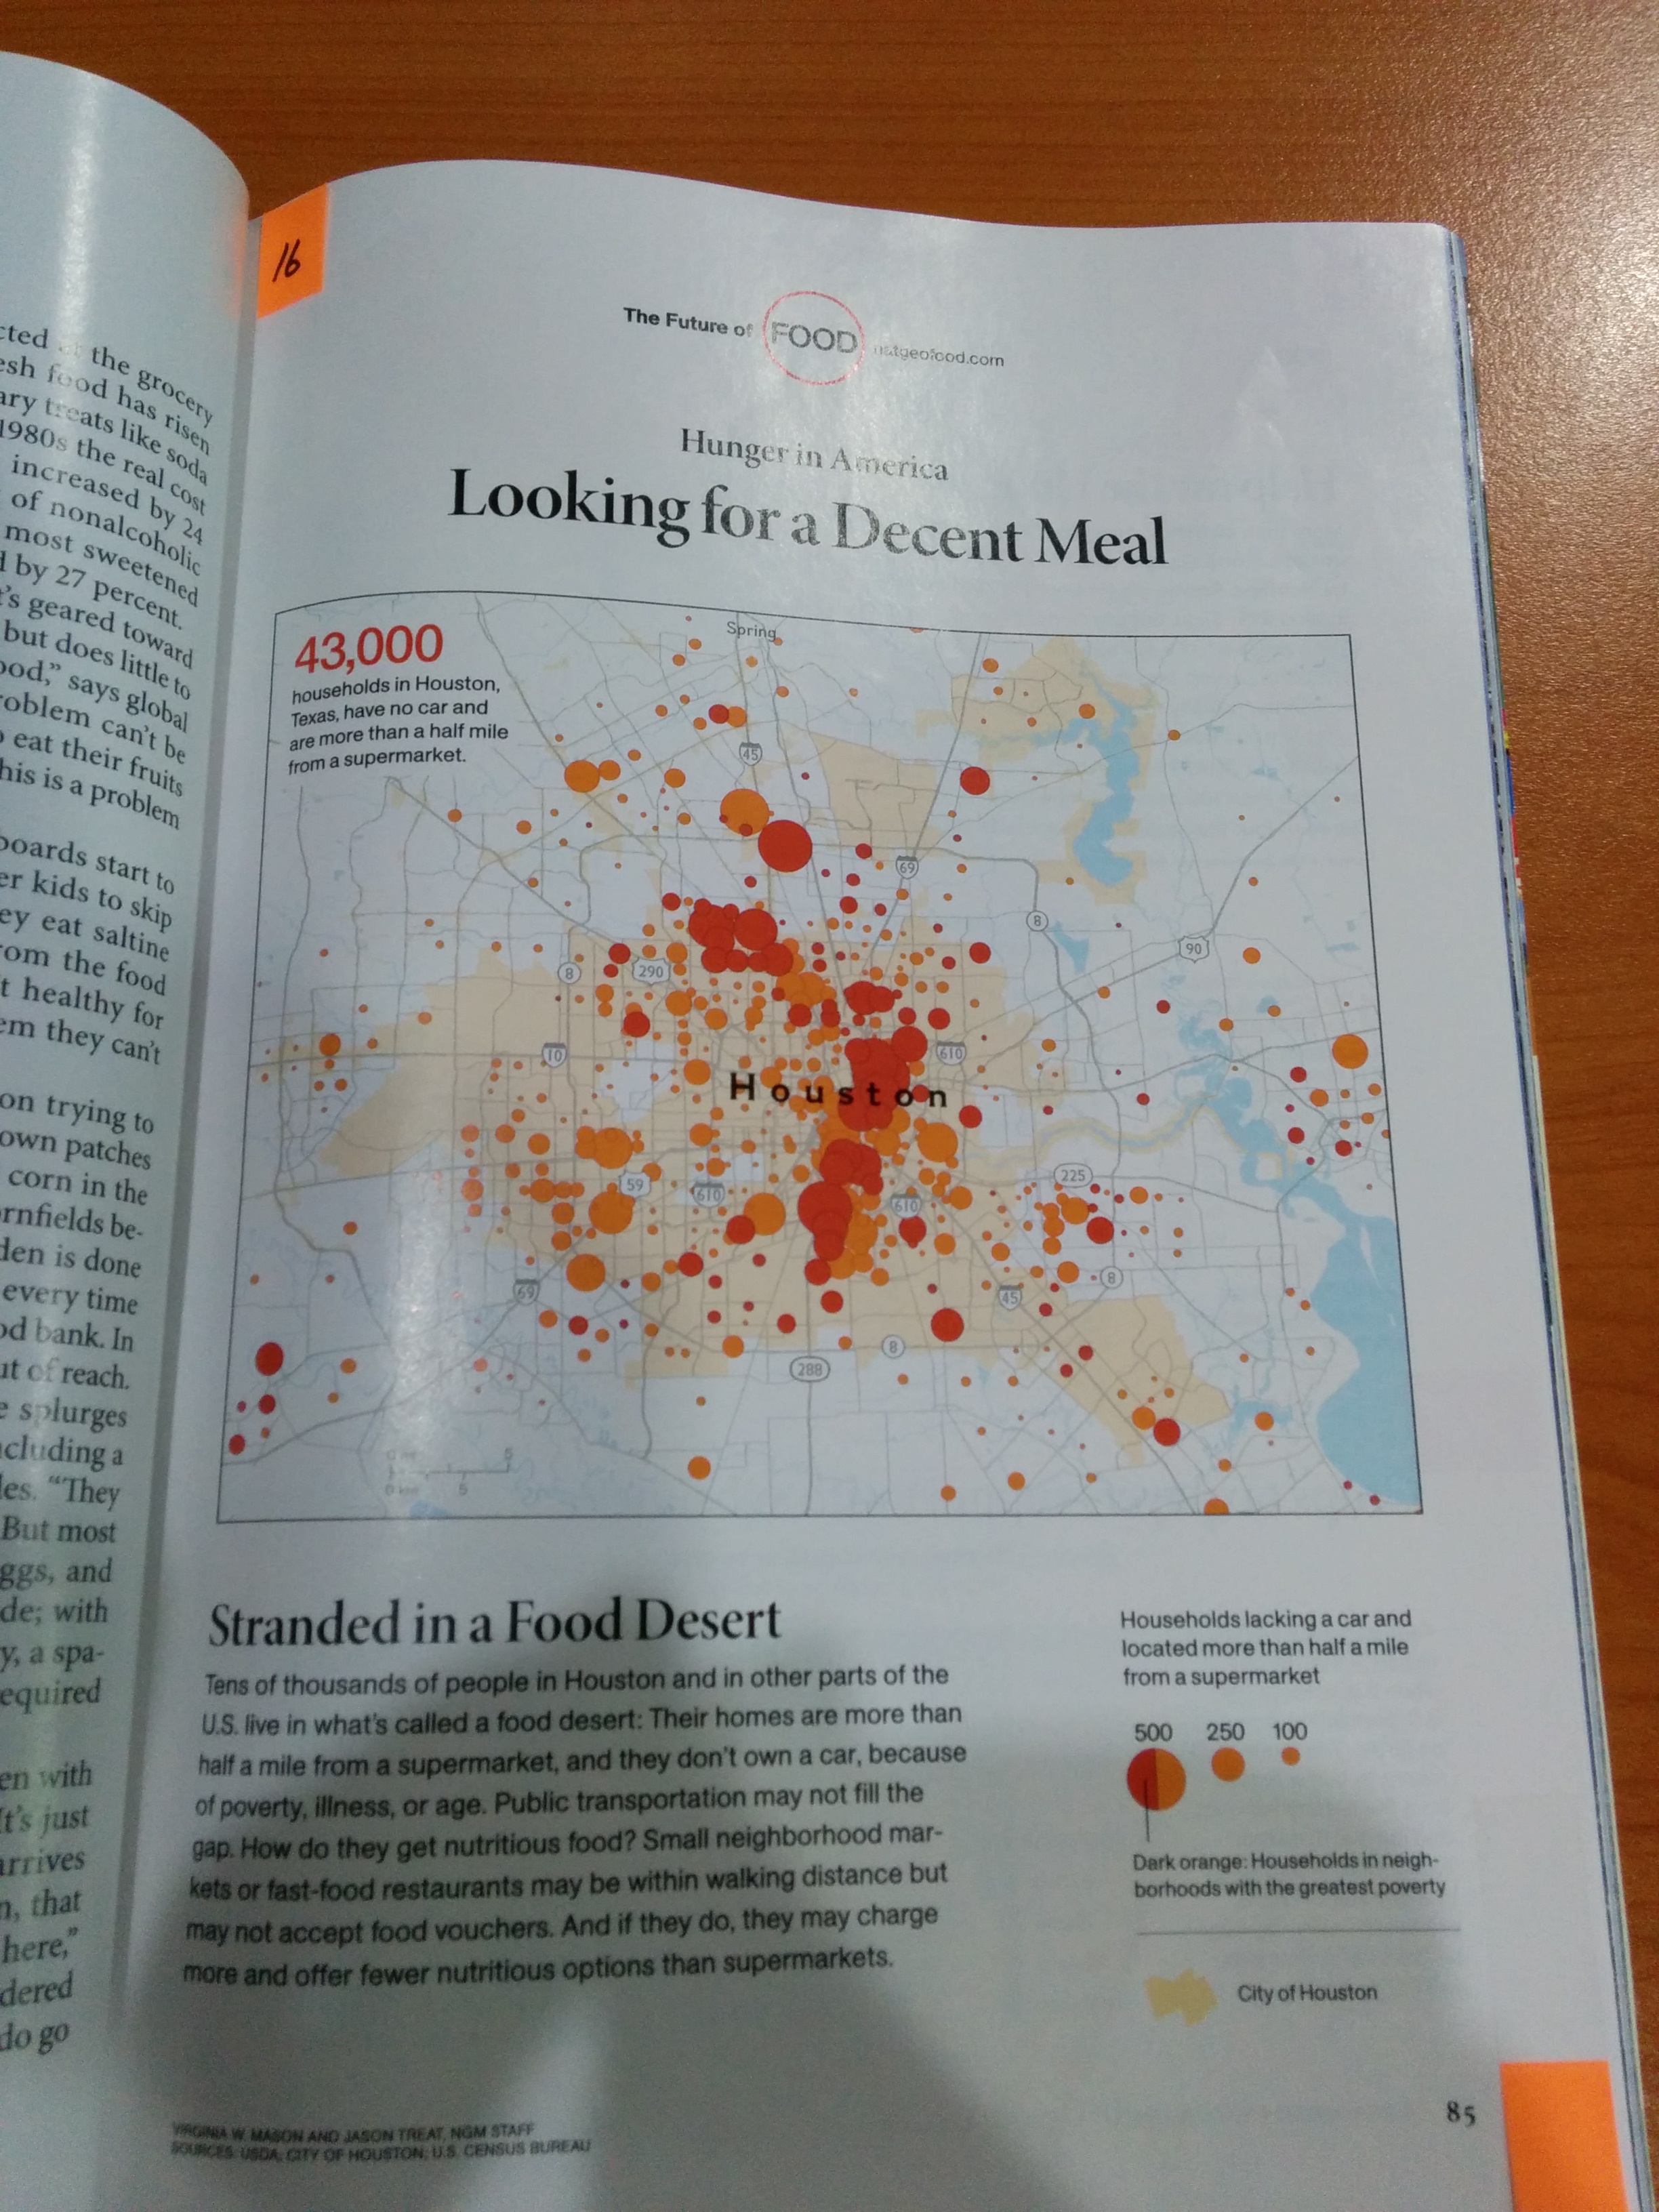 cted at the grocery
esh food has risen
ary treats like soda
1980s the real cost
increased by 24
of nonalcoholic
most sweetened
d by 27 percent.
t's geared toward
but does little to
ood," says global
roblem can't be
o eat their fruits
his is a problem
boards start to
er kids to skip
ey eat saltine
rom the food
t healthy for
em they can't
on trying to
own patches
corn in the
rnfields be-
den is done
every time
od bank. In
ut of reach.
e splurges
ncluding a
les. "They
But most
ggs, and
de; with
y, a spa-
equired
en with
It's just
arrives
n, that
here,"
dered
do go
16
The Future of FOOD natgeofood.com
Hunger in America
Looking for a Decent Meal
43,000
households in Houston,
Texas, have no car and
are more than a half mile
from a supermarket.
Spring
45
69
8
90
8
290
10
610
Houston
59
610
610
225
69
45
8
8
288
5
0 km 5
Stranded in a Food Desert
Tens of thousands of people in Houston and in other parts of the
U.S. live in what's called a food desert: Their homes are more than
half a mile from a supermarket, and they don't own a car, because
of poverty, illness, or age. Public transportation may not fill the
gap. How do they get nutritious food? Small neighborhood mar-
kets or fast-food restaurants may be within walking distance but
may not accept food vouchers. And if they do, they may charge
more and offer fewer nutritious options than supermarkets.
Households lacking a car and
located more than half a mile
from a supermarket
500 250 100
Dark orange: Households in neigh-
borhoods with the greatest poverty
City of Houston
VIRGINIA W. MASON AND JASON TREAT, NGM STAFF
SOURCES: USDA; CITY OF HOUSTON; U.S. CENSUS BUREAU
85